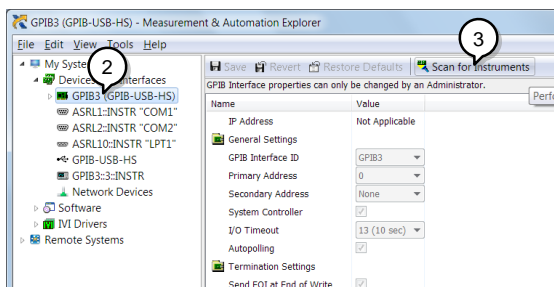 GPIB3 (GPIB-USB-HS) - Measurement & Automation Explorer
3
File Edit View Tools Help
2
My Syste
Devices nterfaces
GPIB3 (GPIB-USB-HS)
ASRL1::INSTR "COM1"
ASRL2::INSTR "COM2"
ASRL10::INSTR "LPT1"
GPIB-USB-HS
GPIB3::3::INSTR
Network Devices
Software
IVI Drivers
Remote Systems
Save Revert Restore Defaults Scan for Instruments
GPIB Interface properties can only be changed by an Administrator.
Perfo
Name Value
IP Address Not Applicable
General Settings
GPIB Interface ID GPIB3
Primary Address 0
Secondary Address None
System Controller
I/O Timeout 13 (10 sec)
Autopolling
Termination Settings
Send EOI at End of Write